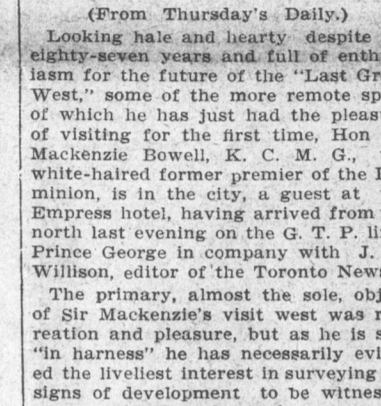 (From Thursday's Daily.)
Looking hale and hearty despite
eighty-seven years and full of enth
iasm for the future of the "Last Gr
West," some of the more remote sp
of which he has just had the pleas
of visiting for the first time, Hon
Mackenzie Bowell, K. C. M. G.,
white-haired former premier of the D
minion, is in the city, a guest at
Empress hotel, having arrived from
north last evening on the G. T. P. li
Prince George in company with J.
Willison, editor of the Toronto News
The primary, almost the sole, obj
of Sir Mackenzie's visit west was r
reation and pleasure, but as he is s
"in harness" he has necessarily evi
ed the liveliest interest in surveying
signs of development to be witnes